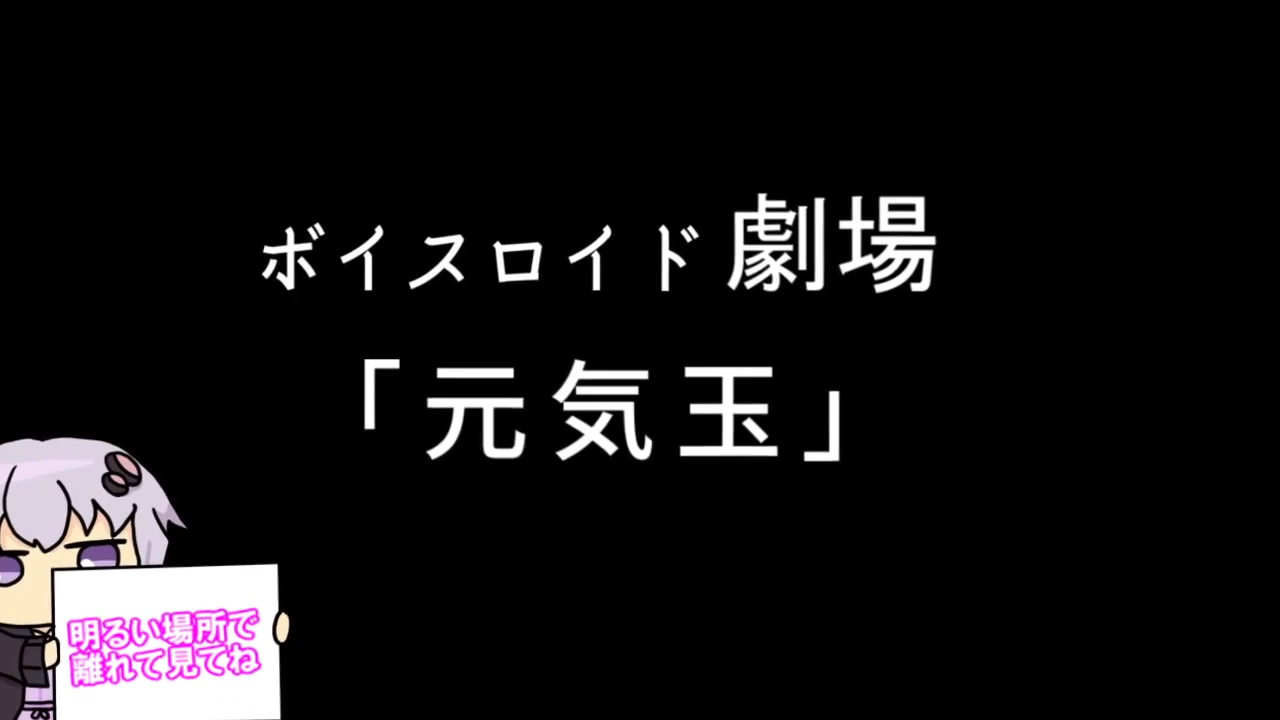 ボイスロイド劇場
「元気玉」
明るい場所で
離れて見てね